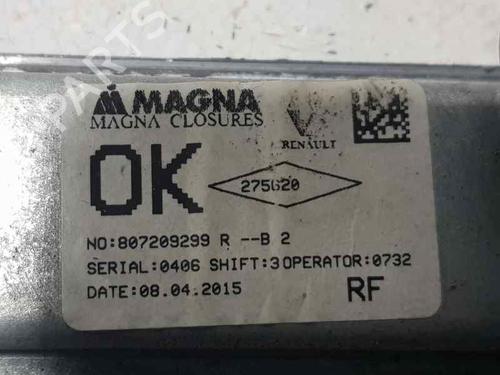 PARTS
MAGNA
MAGNA CLOSURES
RENAULT
OK
275620
NO:807209299 R --B 2
SERIAL:0406 SHIFT:3 OPERATOR:0732
DATE:08.04.2015
RF